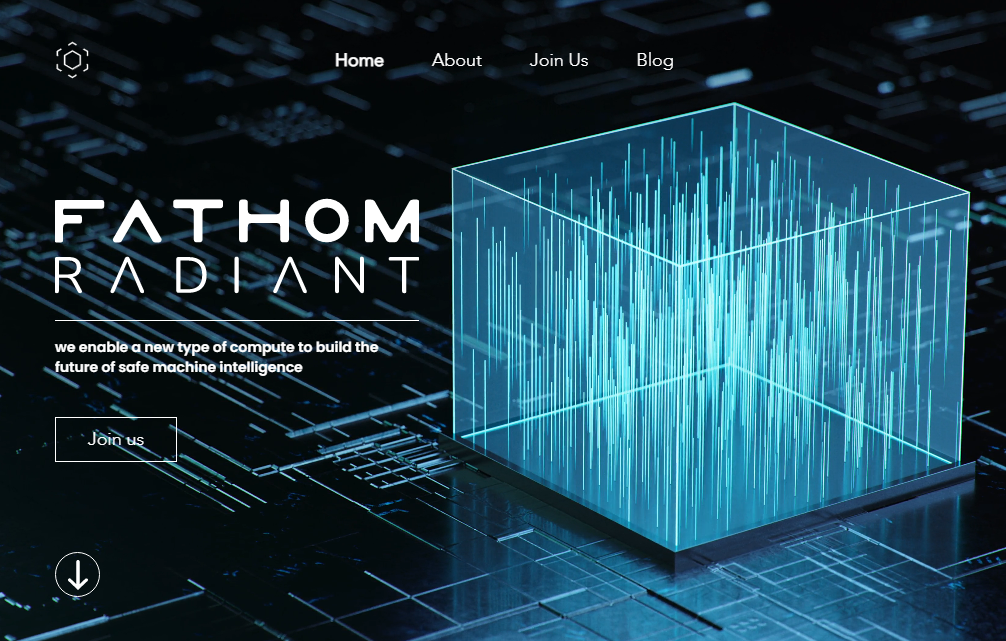 Home About Join Us Blog
FATHOM
RADIANT
we enable a new type of compute to build the
future of safe machine intelligence
Join us